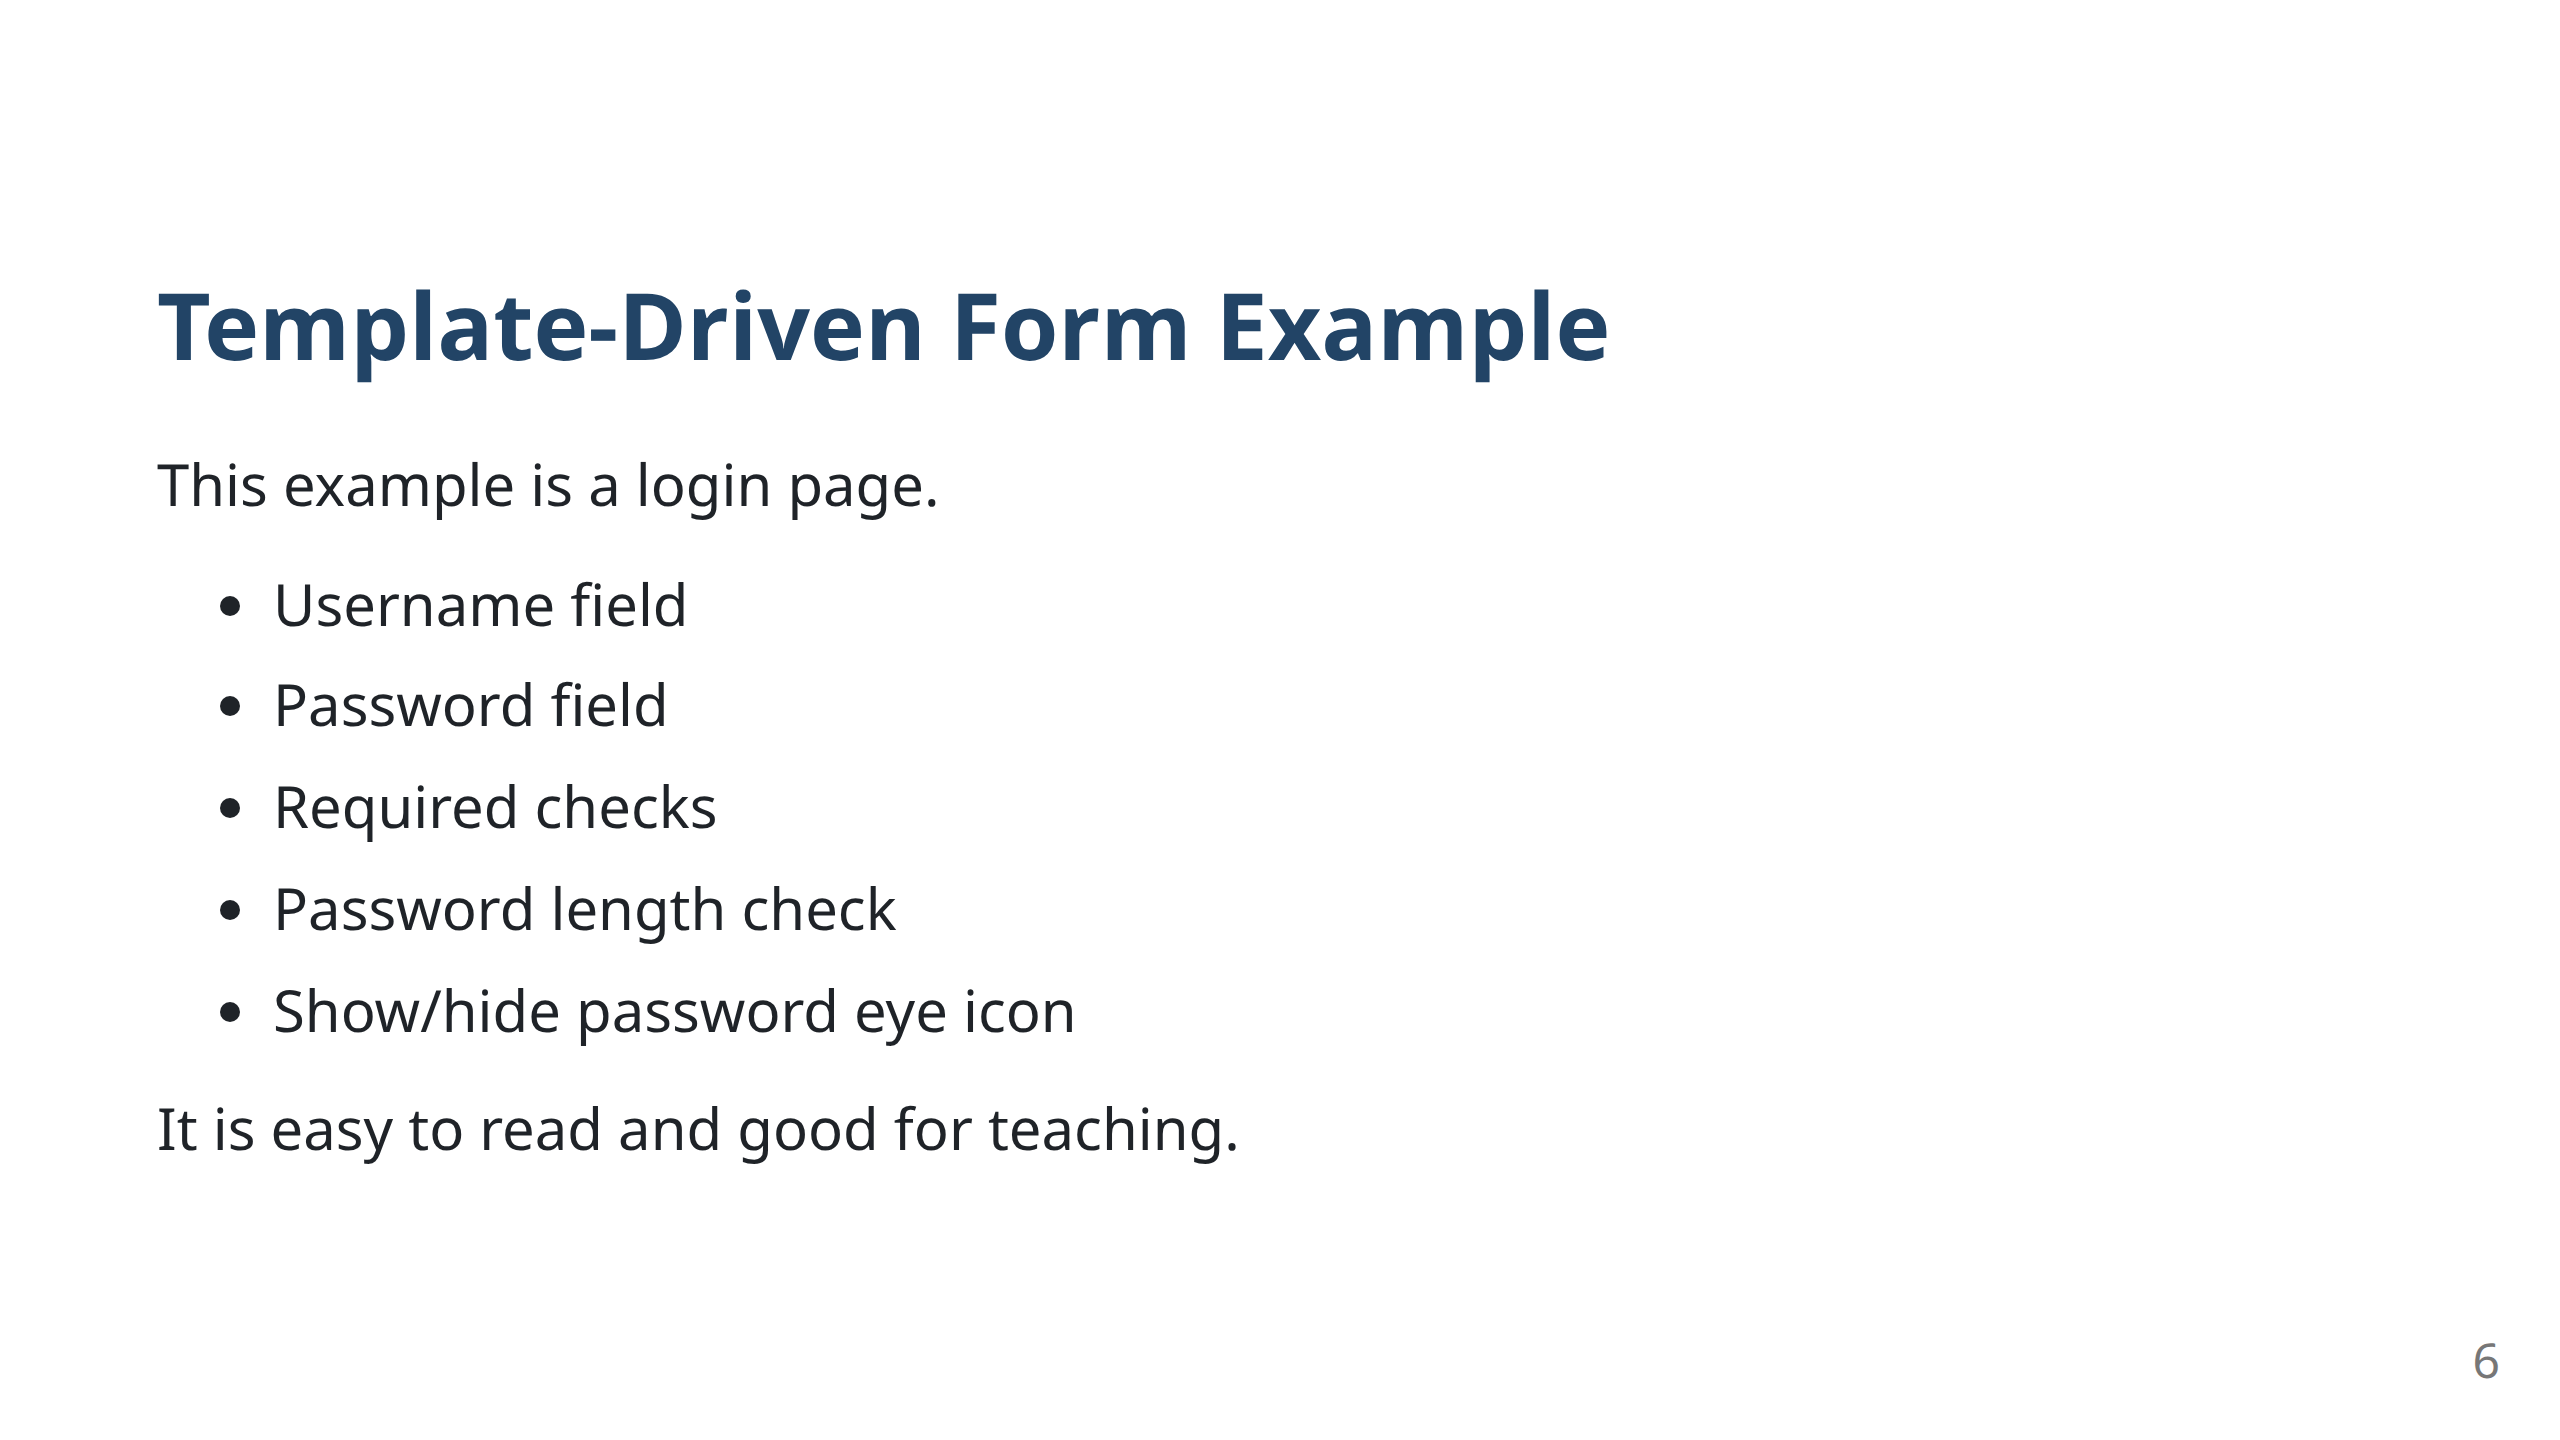 Template-Driven Form Example
This example is a login page.
• Username field
• Password field
• Required checks
• Password length check
• Show/hide password eye icon
It is easy to read and good for teaching.
6